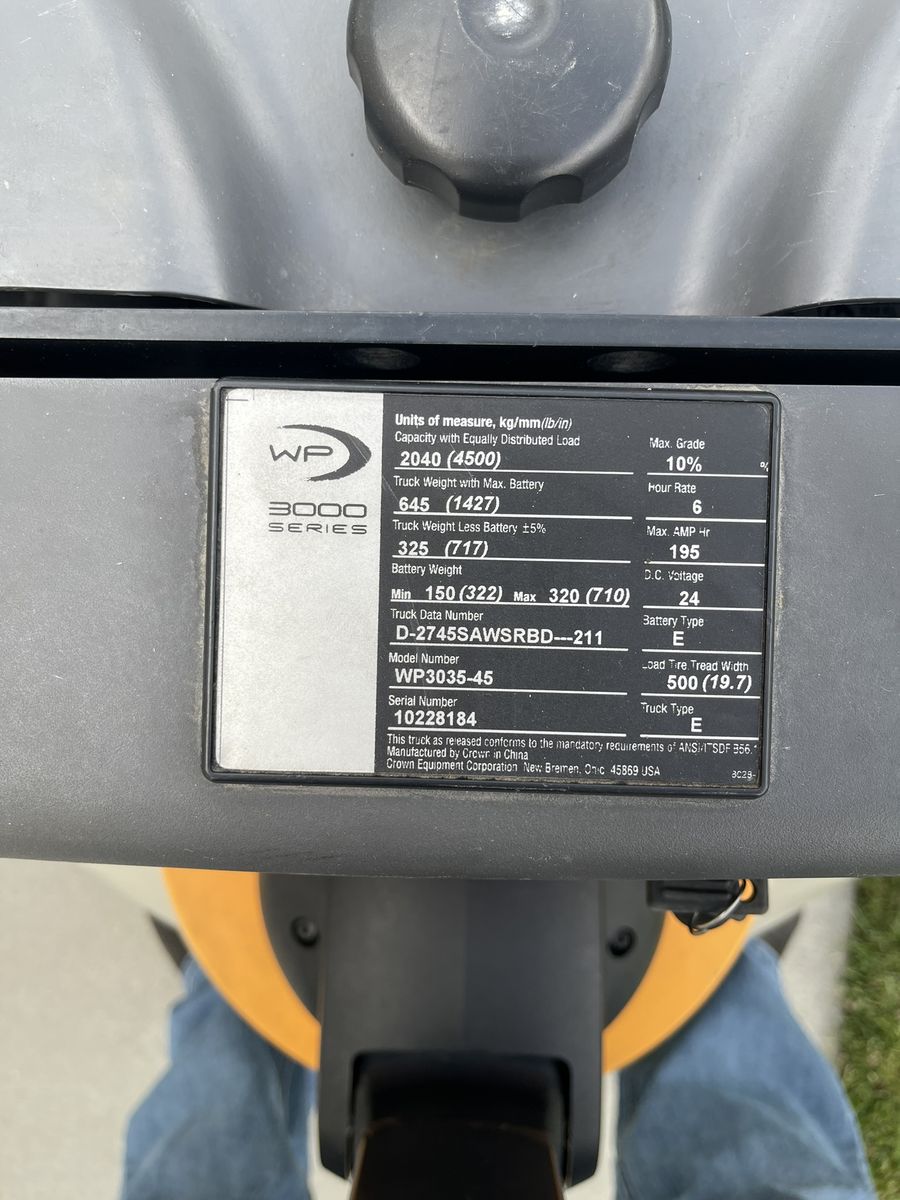 WP
3000
SERIES
Units of measure, kg/mm(lb/in)
Capacity with Equally Distributed Load
2040 (4500)
Truck Weight with Max. Battery
645 (1427)
Truck Weight Less Battery ±5%
325 (717)
Battery Weight
Min 150 (322) Max 320 (710)
Truck Data Number
D-2745SAWSRBD---211
Model Number
WP3035-45
Serial Number
10228184
Max. Grade
10% %
Hour Rate
6
Max. AMP Hr
195
D.C. Voltage
24
Battery Type
E
Load Tire Tread Width
500 (19.7)
Truck Type
E
This truck as released conforms to the mandatory requirements of ANSI/ITSDF B56.1
Manufactured by Crown in China
Crown Equipment Corporation, New Bremen, Ohio 45869 USA